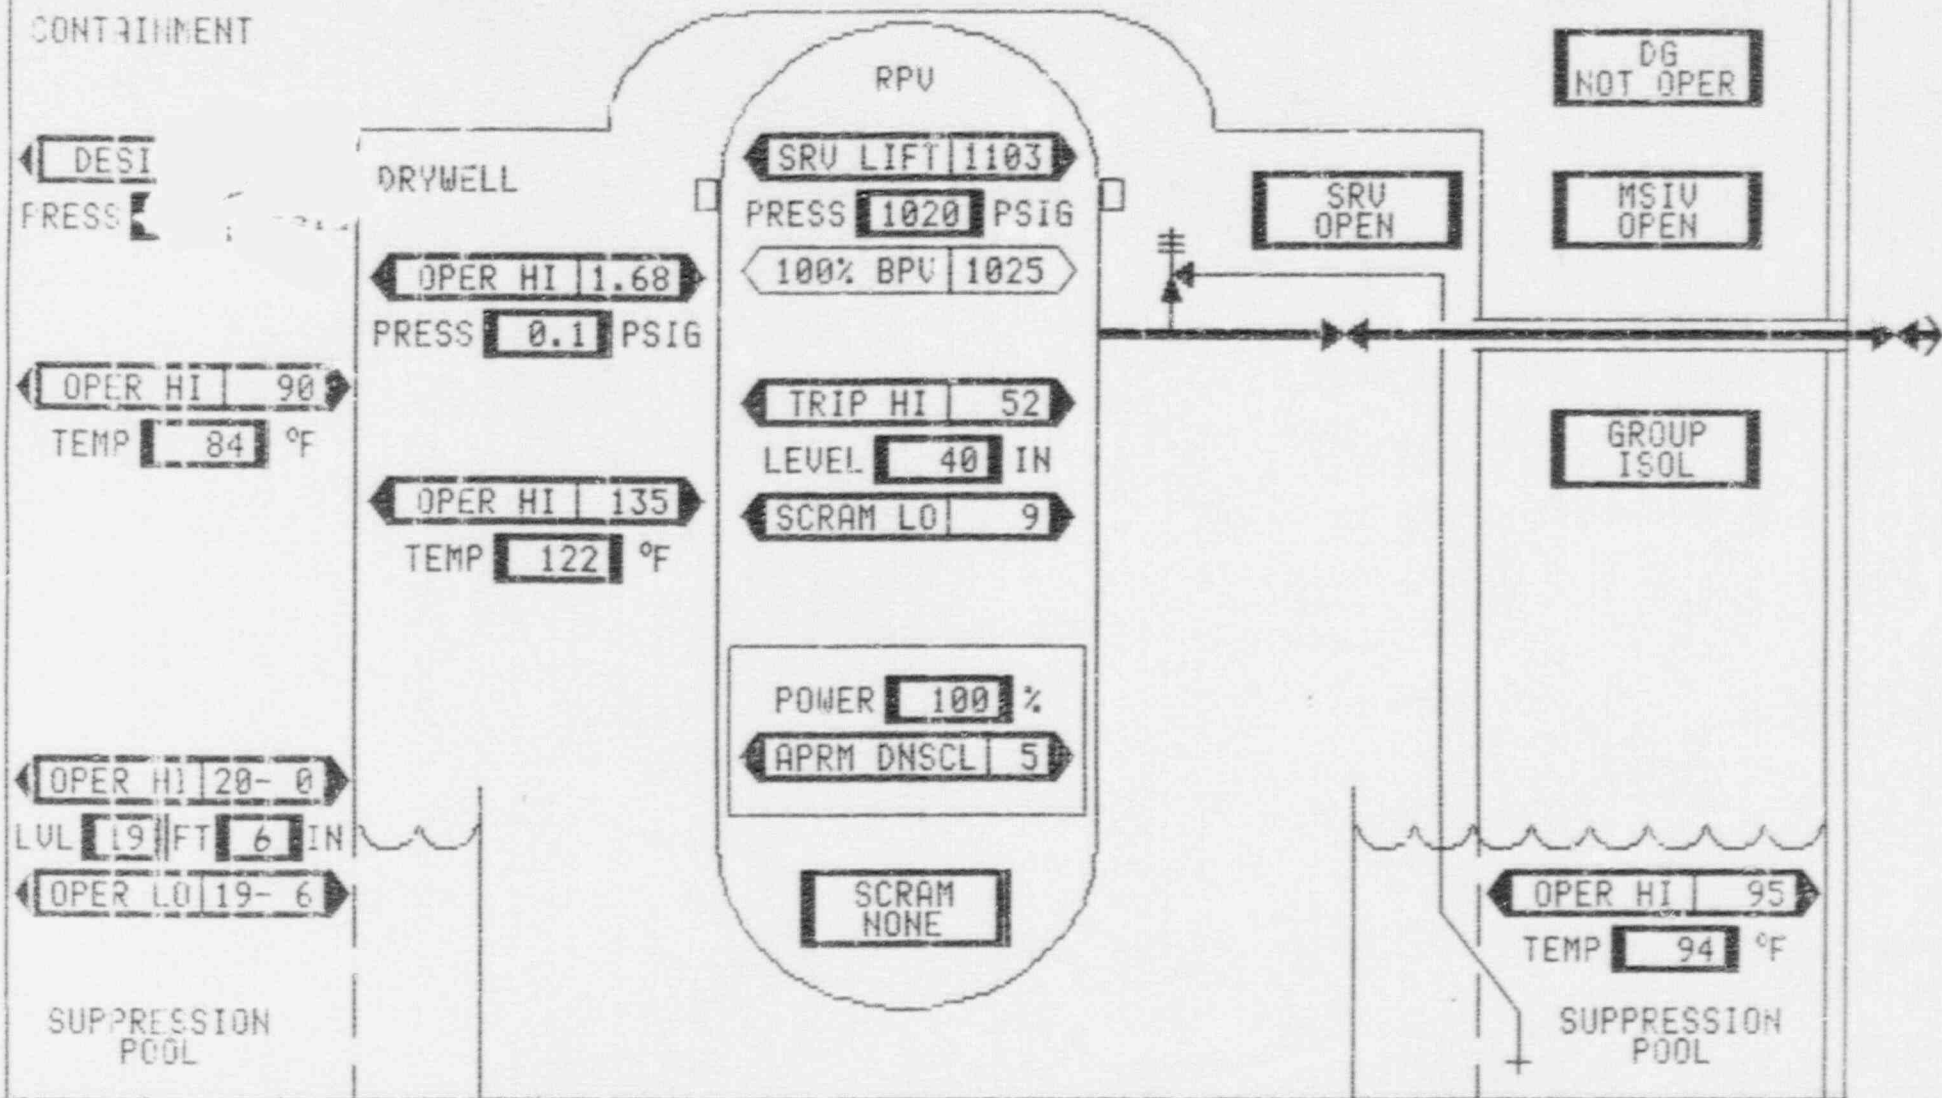 CONTAINMENT
DESI
PRESS
OPER HI 90
TEMP 84 °F
OPER HI 20- 0
LVL 19 FT 6 IN
OPER LO 19- 6
SUPPRESSION
POOL
DRYWELL
OPER HI 1.68
PRESS 0.1 PSIG
OPER HI 135
TEMP 122 °F
RPV
SRV LIFT 1103
PRESS 1020 PSIG
100% BPV 1025
TRIP HI 52
LEVEL 40 IN
SCRAM LO 9
POWER 100 %
APRM DNSCL 5
SCRAM
NONE
SRV
OPEN
DG
NOT OPER
MSIV
OPEN
GROUP
ISOL
OPER HI 95
TEMP 94 °F
SUPPRESSION
POOL